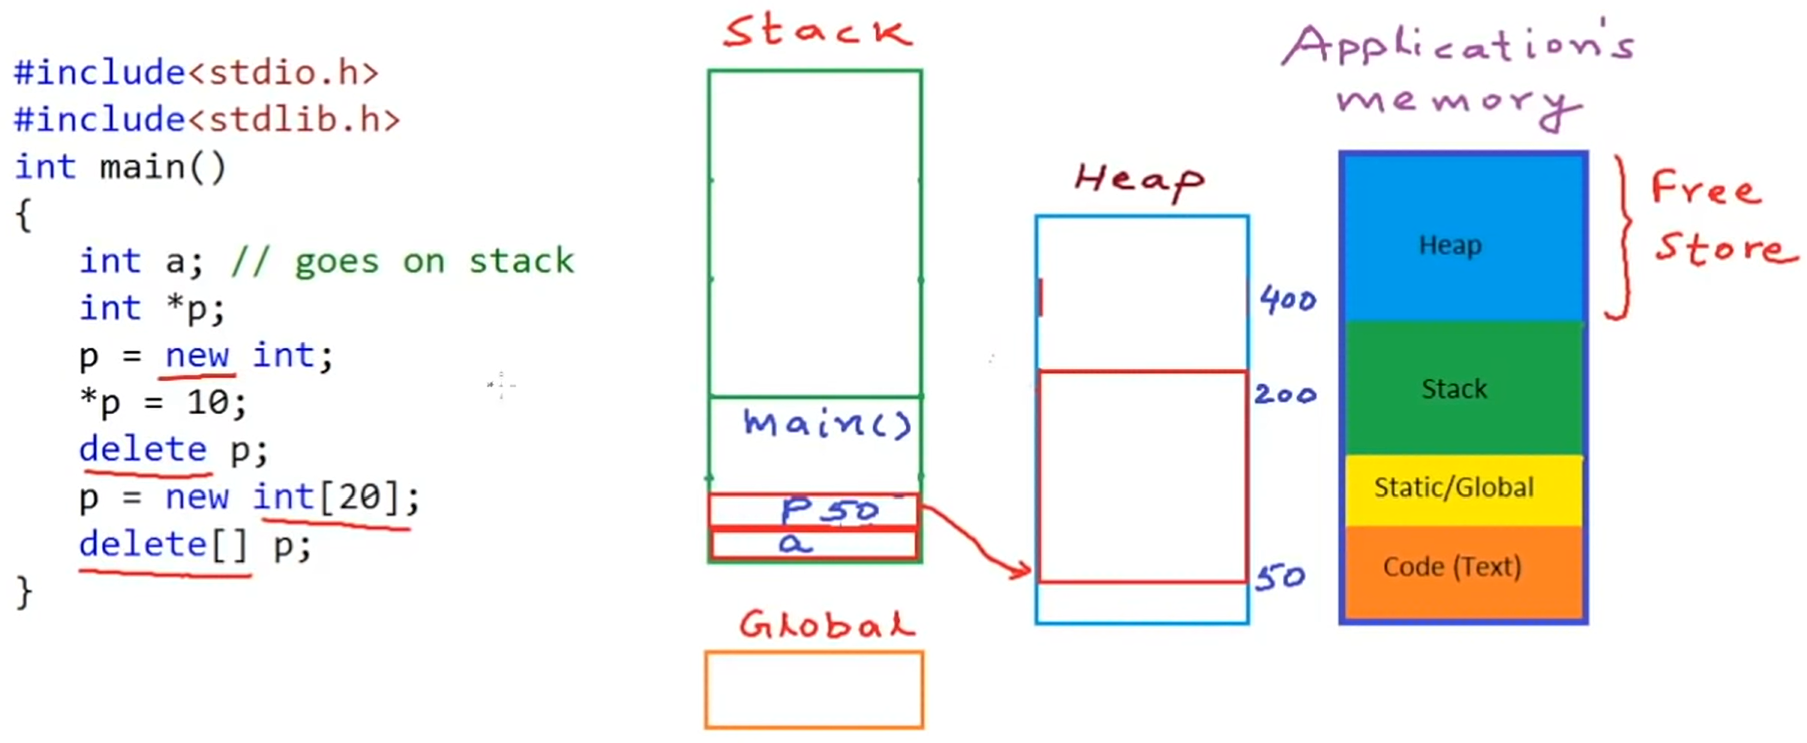 #include<stdio.h>
#include<stdlib.h>
int main()
{
    int a; // goes on stack
    int *p;
    p = new int;
    *p = 10;
    delete p;
    p = new int[20];
    delete[] p;
}
Stack
main()
P 50
a
Global
Heap
400
200
50
Application's
memory
Heap
Stack
Static/Global
Code (Text)
Free
Store